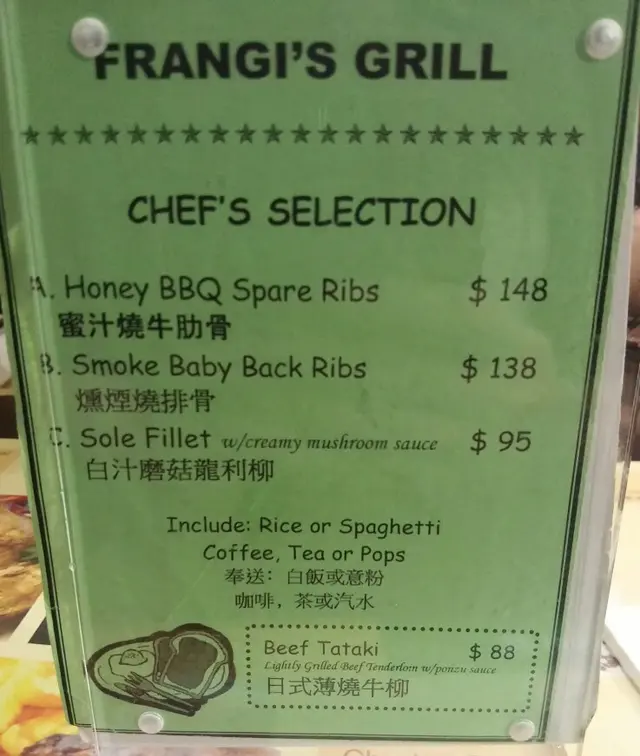 FRANGI'S GRILL
CHEF'S SELECTION
A. Honey BBQ Spare Ribs $ 148
蜜汁燒牛肋骨
B. Smoke Baby Back Ribs $ 138
燻煙燒排骨
C. Sole Fillet w/creamy mushroom sauce $ 95
白汁磨菇龍利柳
Include: Rice or Spaghetti
Coffee, Tea or Pops
奉送：白飯或意粉
咖啡，茶或汽水
Beef Tataki $ 88
Lightly Grilled Beef Tenderloin w/ponzu sauce
日式薄燒牛柳